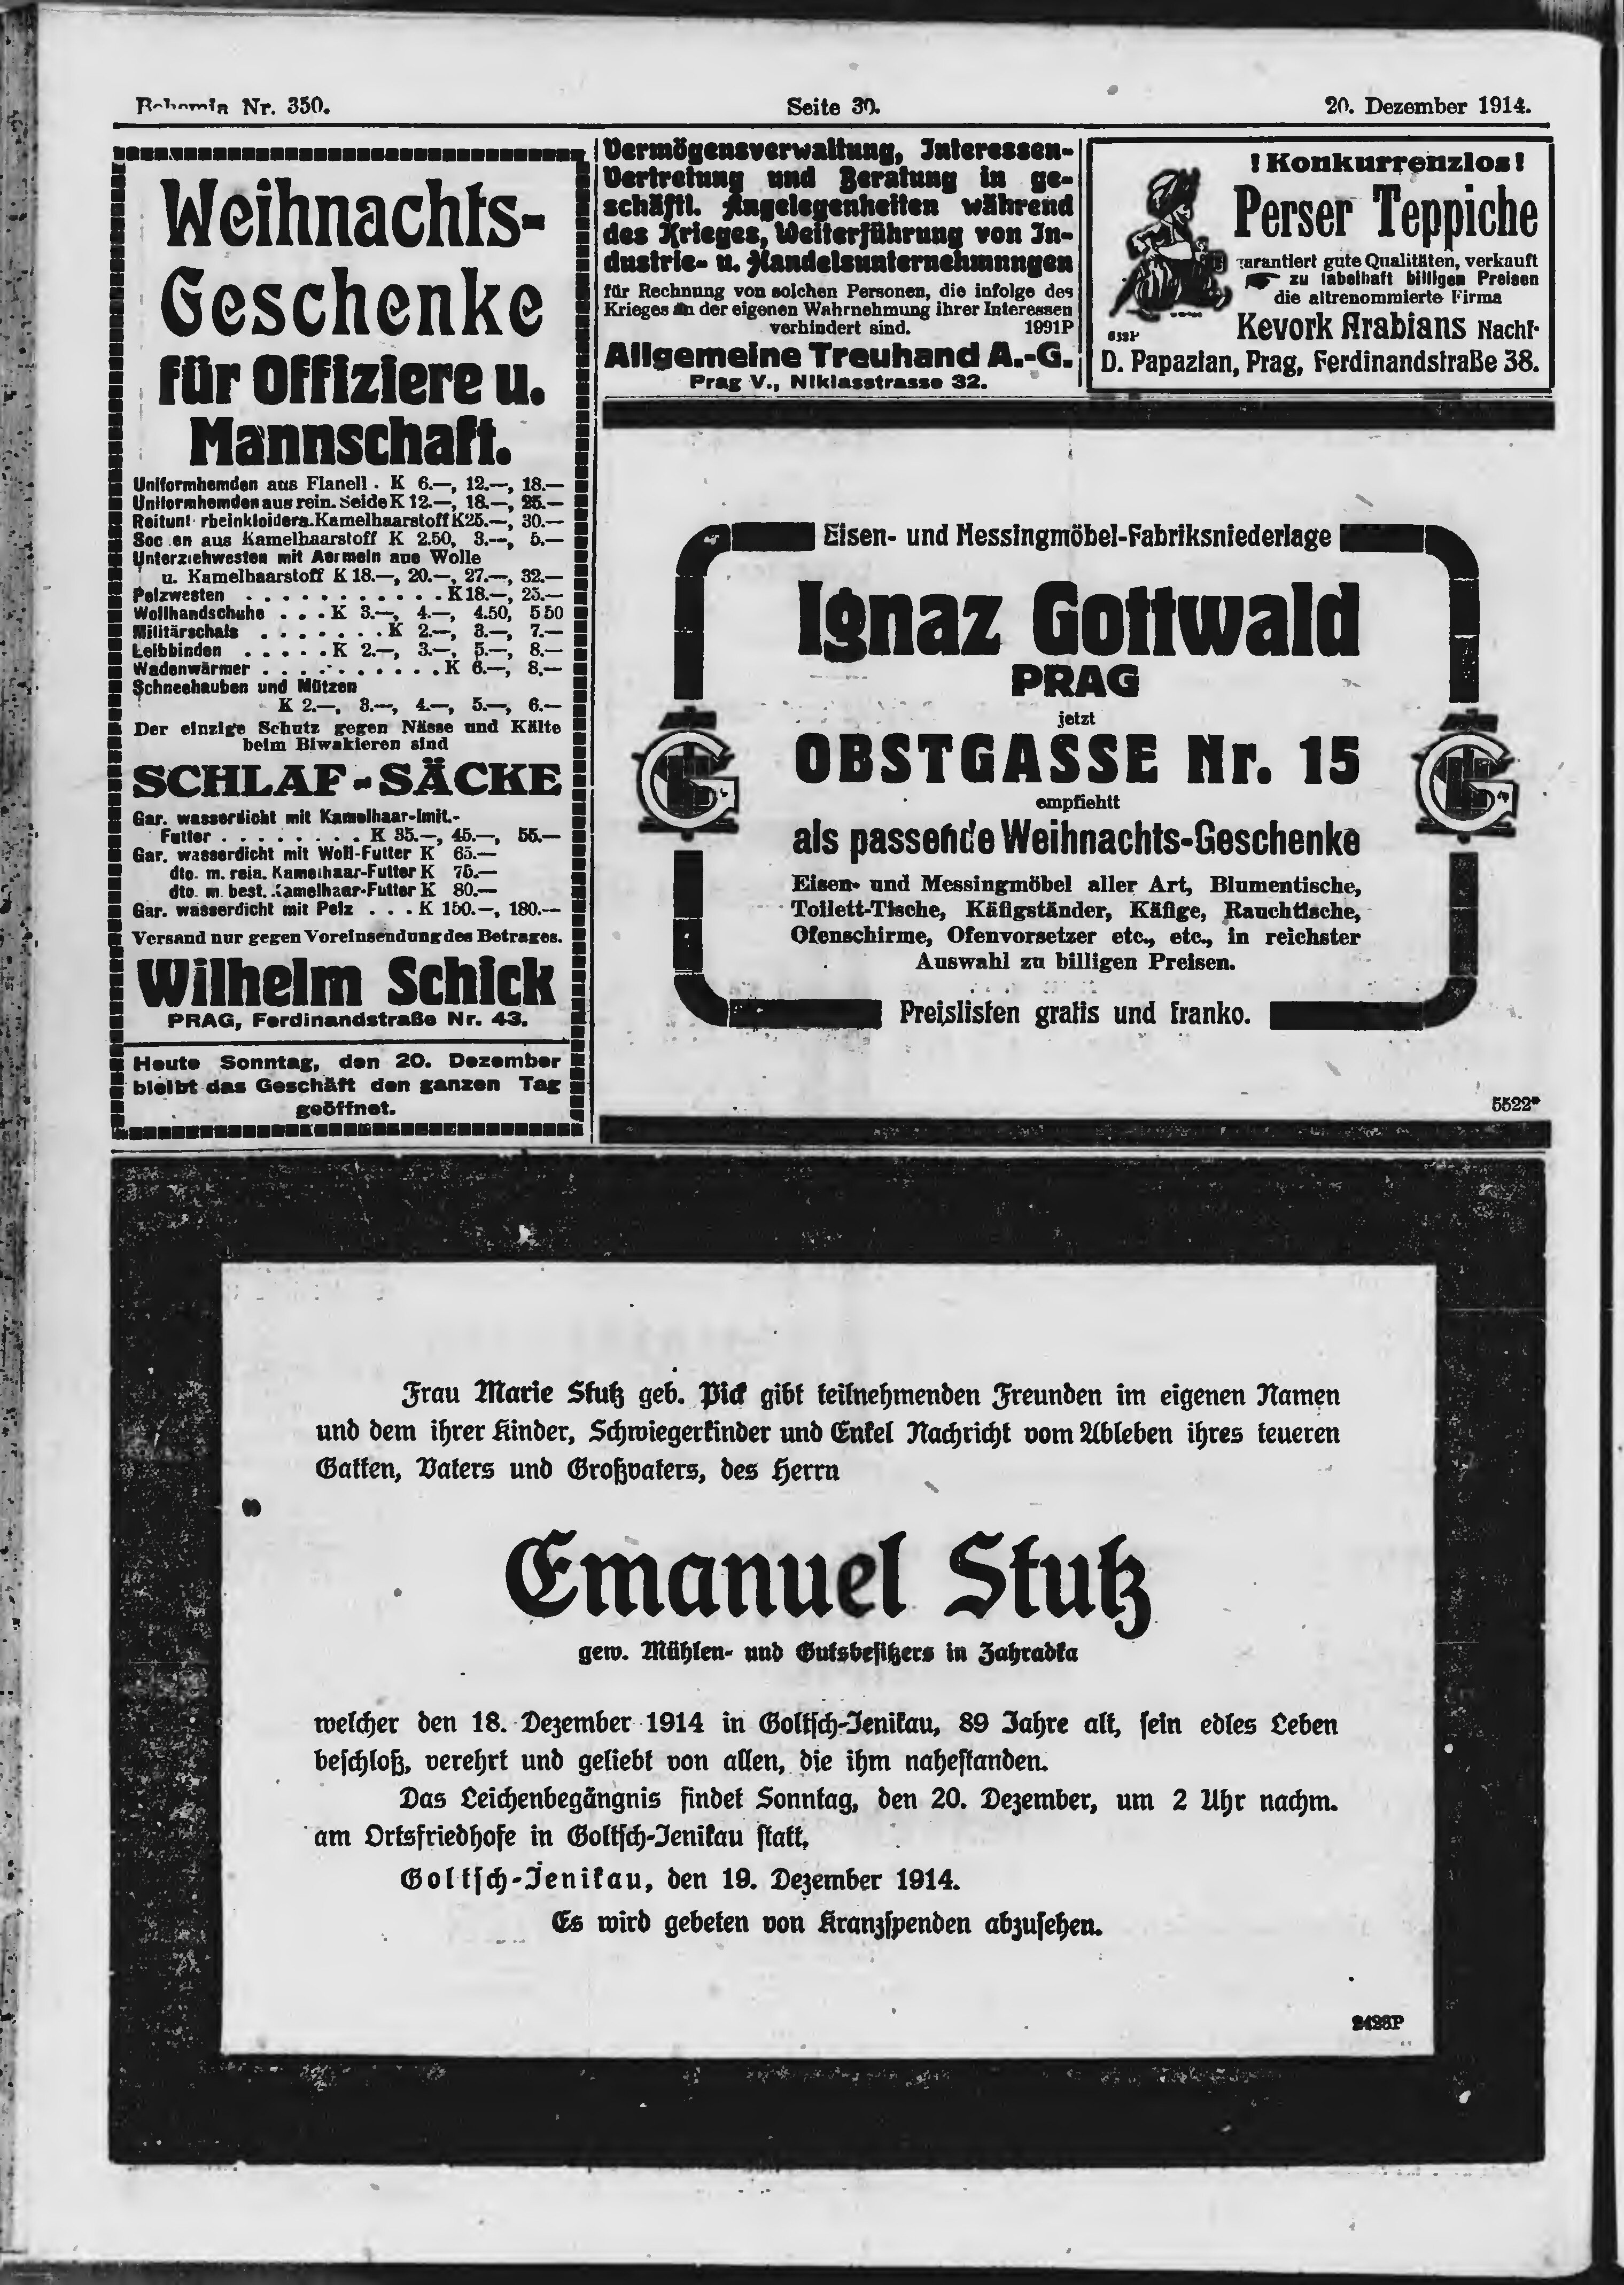 Bohemia Nr. 350.
Seite 30.
20. Dezember 1914.
Weihnachts-
Geschenke
für Offiziere u.
Mannschaft.
Uniformhemden aus Flanell . K 6.—, 12.—, 18.—
Uniformhemden aus rein. Seide K 12.—, 18.—, 25.—
Reitunt rbeinkleider a. Kamelhaarstoff K 25.—, 30.—
Soc en aus Kamelhaarstoff K 2.50, 3.—, 5.—
Unterziehwesten mit Aermeln aus Wolle
u. Kamelhaarstoff K 18.—, 20.—, 27.—, 32.—
Pelzwesten . . . . . . . . . . . K 18.—, 25.—
Wollhandschuhe . . . K 3.—, 4.—, 4.50, 5 50
Militärschals . . . . . . . K 2.—, 3.—, 7.—
Leibbinden . . . . . K 2.—, 3.—, 5.—, 8.—
Wadenwärmer . . . . . . . . . . K 6.—, 8.—
Schneehauben und Mützen
K 2.—, 3.—, 4.—, 5.—, 6.—
Der einzige Schutz gegen Nässe und Kälte
beim Biwakieren sind
SCHLAF-SÄCKE
Gar. wasserdicht mit Kamelhaar-Imit.-
Futter . . . . . . . . K 35.—, 45.—, 55.—
Gar. wasserdicht mit Woll-Futter K 65.—
dto. m. rein. Kamelhaar-Futter K 75.—
dto. m. best. Kamelhaar-Futter K 80.—
Gar. wasserdicht mit Pelz . . . K 150.—, 180.—
Versand nur gegen Voreinsendung des Betrages.
Wilhelm Schick
PRAG, Ferdinandstraße Nr. 43.
Heute Sonntag, den 20. Dezember
bleibt das Geschäft den ganzen Tag
geöffnet.
Vermögensverwaltung, Interessen-
Vertretung und Beratung in ge-
schäftl. Angelegenheiten während
des Krieges, Weiterführung von In-
dustrie- u. Handelsunternehmnngen
für Rechnung von solchen Personen, die infolge des
Krieges an der eigenen Wahrnehmung ihrer Interessen
verhindert sind. 1991P
Allgemeine Treuhand A.-G.
Prag V., Niklasstrasse 32.
! Konkurrenzlos !
Perser Teppiche
garantiert gute Qualitäten, verkauft
zu fabelhaft billigen Preisen
die altrenommierte Firma
Kevork Arabians Nachf.
D. Papazian, Prag, Ferdinandstraße 38.
Eisen- und Messingmöbel-Fabriksniederlage
Ignaz Gottwald
PRAG
jetzt
OBSTGASSE Nr. 15
empfiehtt
als passende Weihnachts-Geschenke
Eisen- und Messingmöbel aller Art, Blumentische,
Toilett-Tische, Käfigständer, Käfige, Rauchtische,
Ofenschirme, Ofenvorsetzer etc., etc., in reichster
Auswahl zu billigen Preisen.
Preislisten gratis und franko.
5522*
Frau Marie Stutz geb. Pick gibt teilnehmenden Freunden im eigenen Namen
und dem ihrer Kinder, Schwiegerkinder und Enkel Nachricht vom Ableben ihres teueren
Gatten, Vaters und Großvaters, des Herrn
Emanuel Stutz
gew. Mühlen- und Gutsbesitzers in Zahradka
welcher den 18. Dezember 1914 in Goltsch-Jenikau, 89 Jahre alt, sein edles Leben
beschloß, verehrt und geliebt von allen, die ihm nahestanden.
Das Leichenbegängnis findet Sonntag, den 20. Dezember, um 2 Uhr nachm.
am Ortsfriedhofe in Goltsch-Jenikau statt.
Goltsch-Jenikau, den 19. Dezember 1914.
Es wird gebeten von Kranzspenden abzusehen.